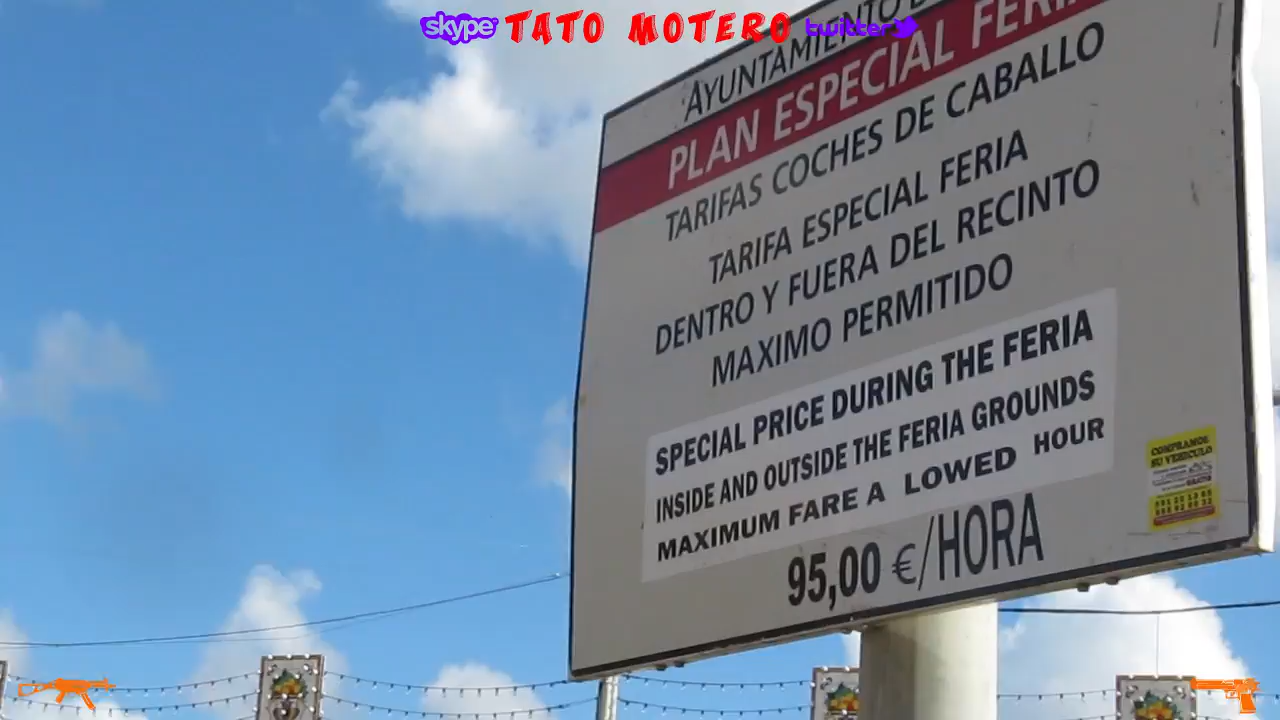 skype TATO MOTERO twitter
AYUNTAMIENTO
PLAN ESPECIAL FERIA
TARIFAS COCHES DE CABALLO
TARIFA ESPECIAL FERIA
DENTRO Y FUERA DEL RECINTO
MAXIMO PERMITIDO
SPECIAL PRICE DURING THE FERIA
INSIDE AND OUTSIDE THE FERIA GROUNDS
MAXIMUM FARE A LOWED HOUR
95,00 €/HORA
COMPRAMOS
SU VEHICULO